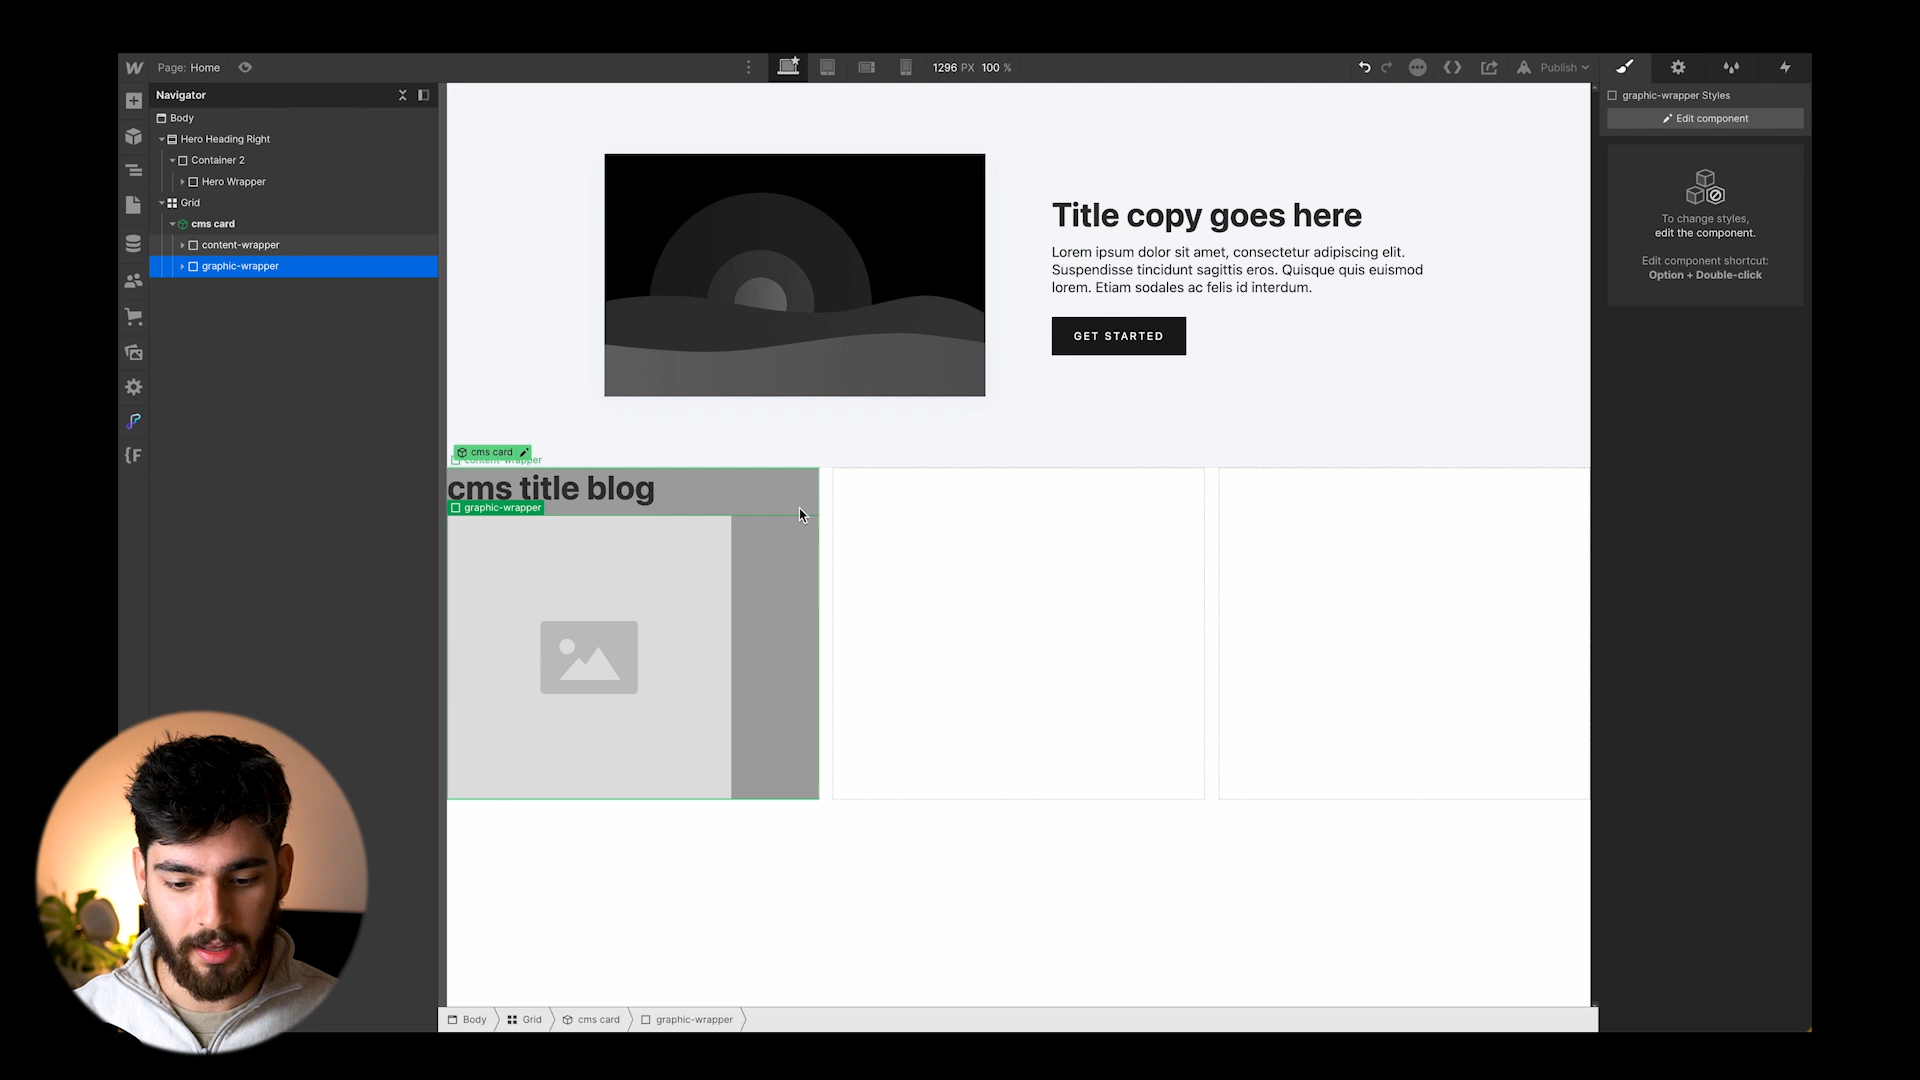 Page: Home
1296 PX 100 %
Publish
Navigator
Body
Hero Heading Right
Container 2
Hero Wrapper
Grid
cms card
content-wrapper
graphic-wrapper
Title copy goes here
Lorem ipsum dolor sit amet, consectetur adipiscing elit.
Suspendisse tincidunt sagittis eros. Quisque quis euismod
lorem. Etiam sodales ac felis id interdum.
GET STARTED
cms card
content-wrapper
cms title blog
graphic-wrapper
Body
Grid
cms card
graphic-wrapper
graphic-wrapper Styles
Edit component
To change styles,
edit the component.
Edit component shortcut:
Option + Double-click